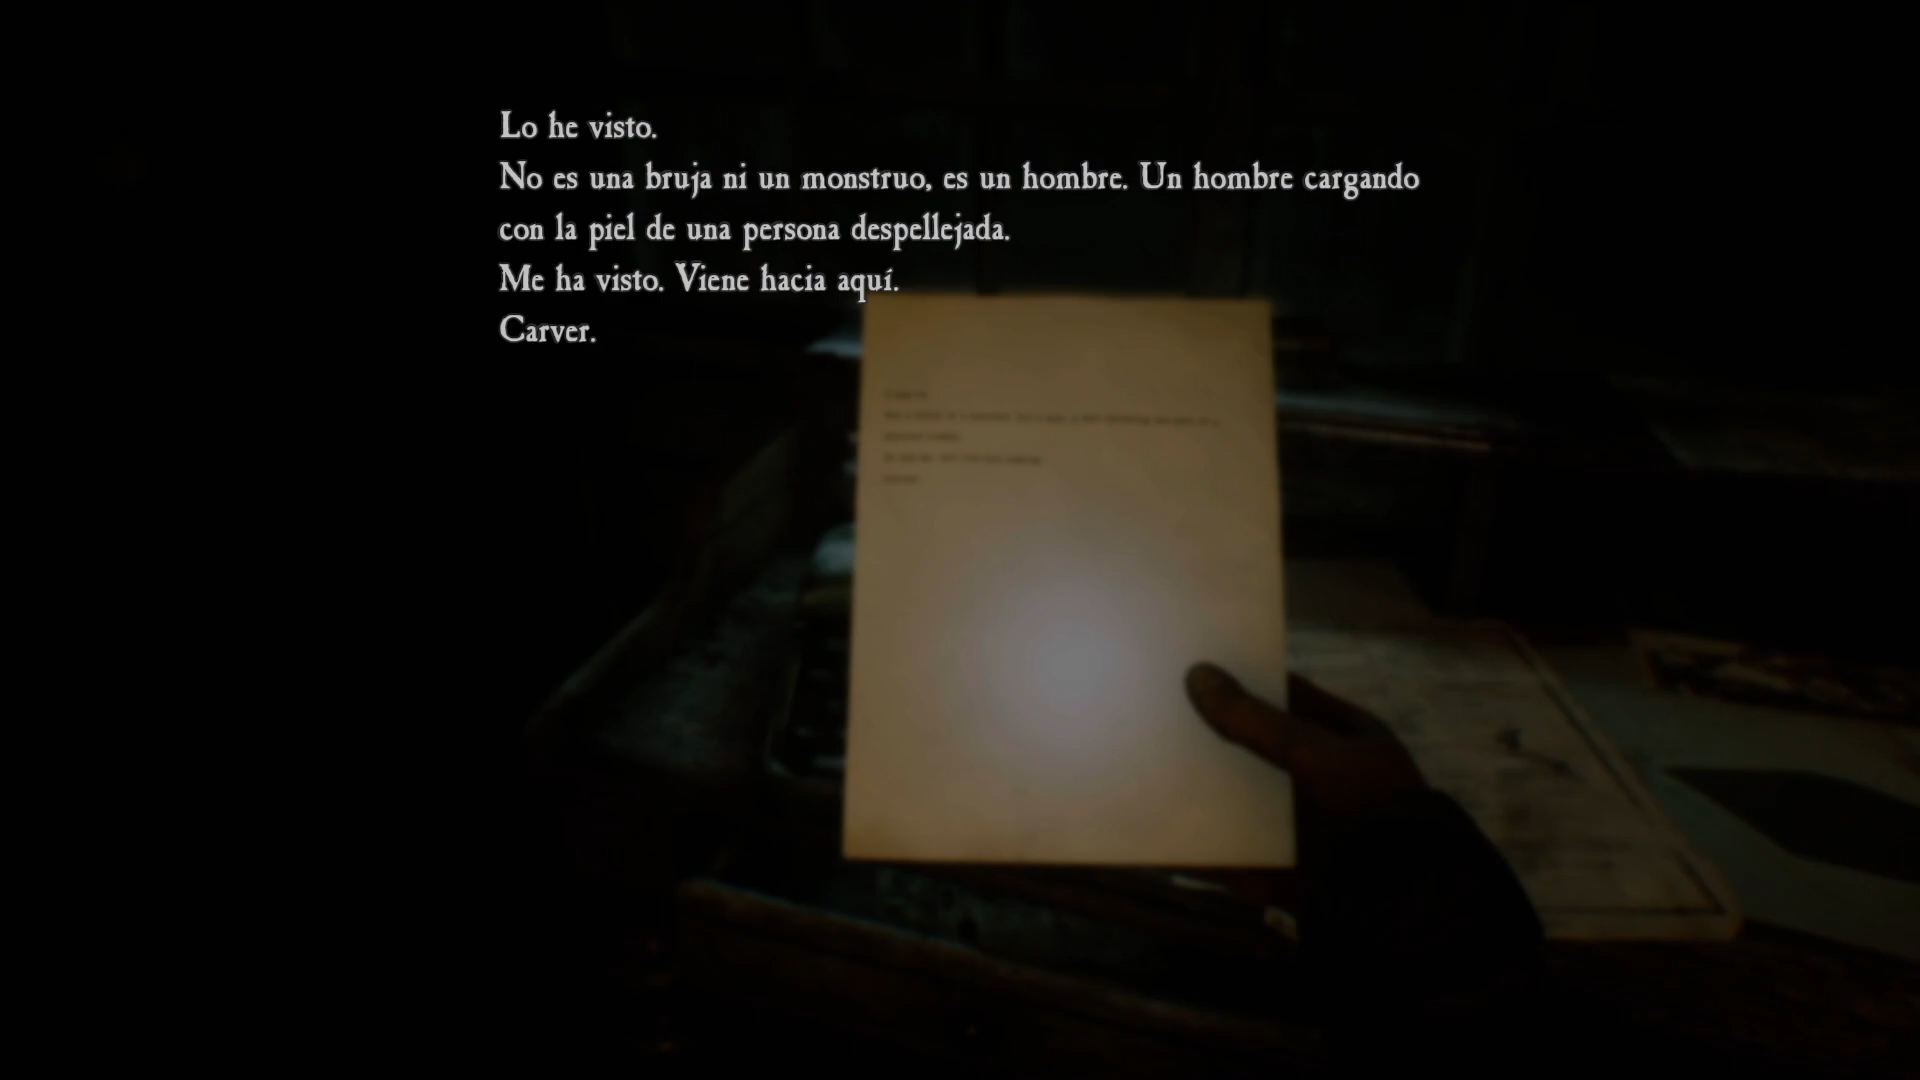 Lo he visto.
No es una bruja ni un monstruo, es un hombre. Un hombre cargando
con la piel de una persona despellejada.
Me ha visto. Viene hacia aquí.
Carver.